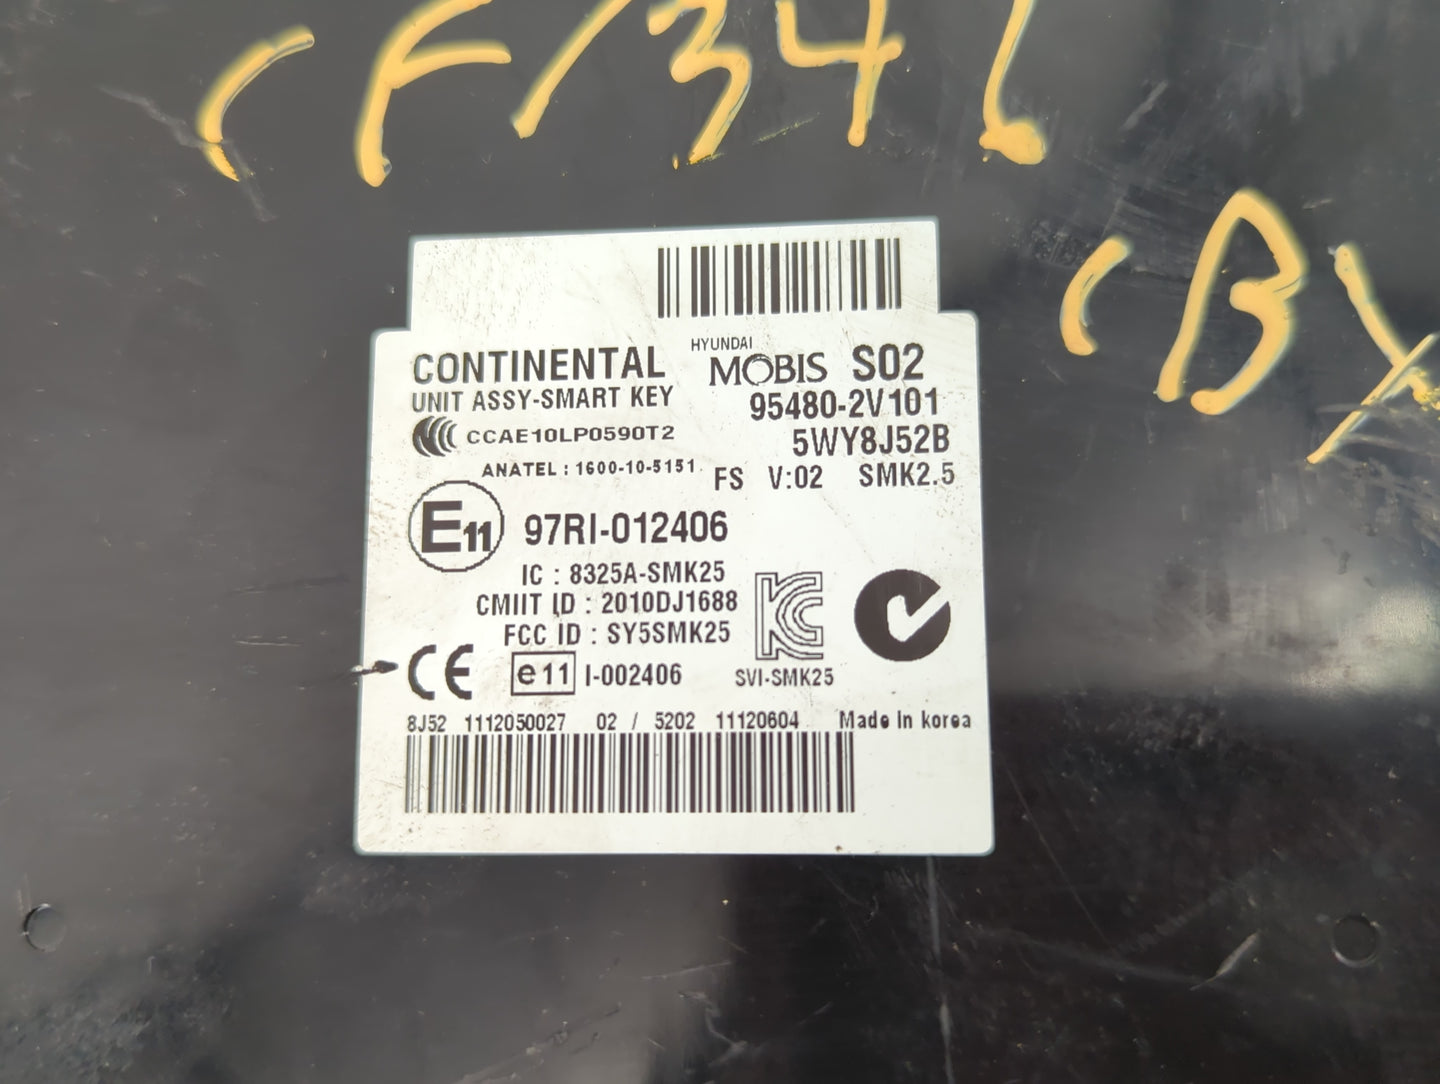 CF1346
CONTINENTAL
HYUNDAI
MOBIS S02
UNIT ASSY-SMART KEY
95480-2V101
CCAE10LP0590T2
5WY8J52B
ANATEL : 1600-10-5151
FS V:02 SMK2.5
E11 97RI-012406
IC : 8325A-SMK25
CMIIT ID : 2010DJ1688
FCC ID : SY5SMK25
CE e11 I-002406
SVI-SMK25
8J52 1112050027 02 / 5202 11120604 Made In korea